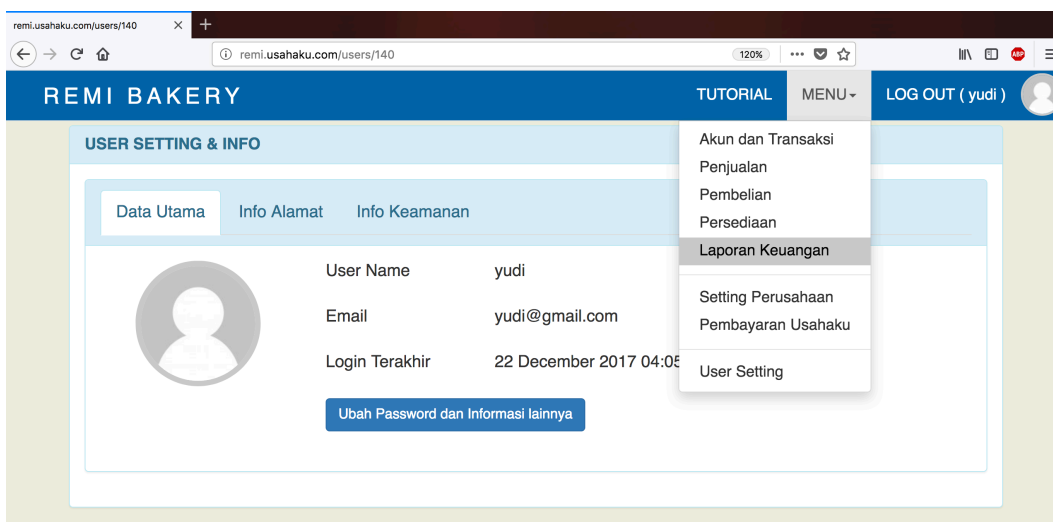 remi.usahaku.com/users/140
remi.usahaku.com/users/140
120%
ABP
REMI BAKERY
TUTORIAL
MENU
LOG OUT ( yudi )
USER SETTING & INFO
Akun dan Transaksi
Penjualan
Pembelian
Persediaan
Laporan Keuangan
Setting Perusahaan
Pembayaran Usahaku
User Setting
Data Utama
Info Alamat
Info Keamanan
User Name yudi
Email yudi@gmail.com
Login Terakhir 22 December 2017 04:05
Ubah Password dan Informasi lainnya